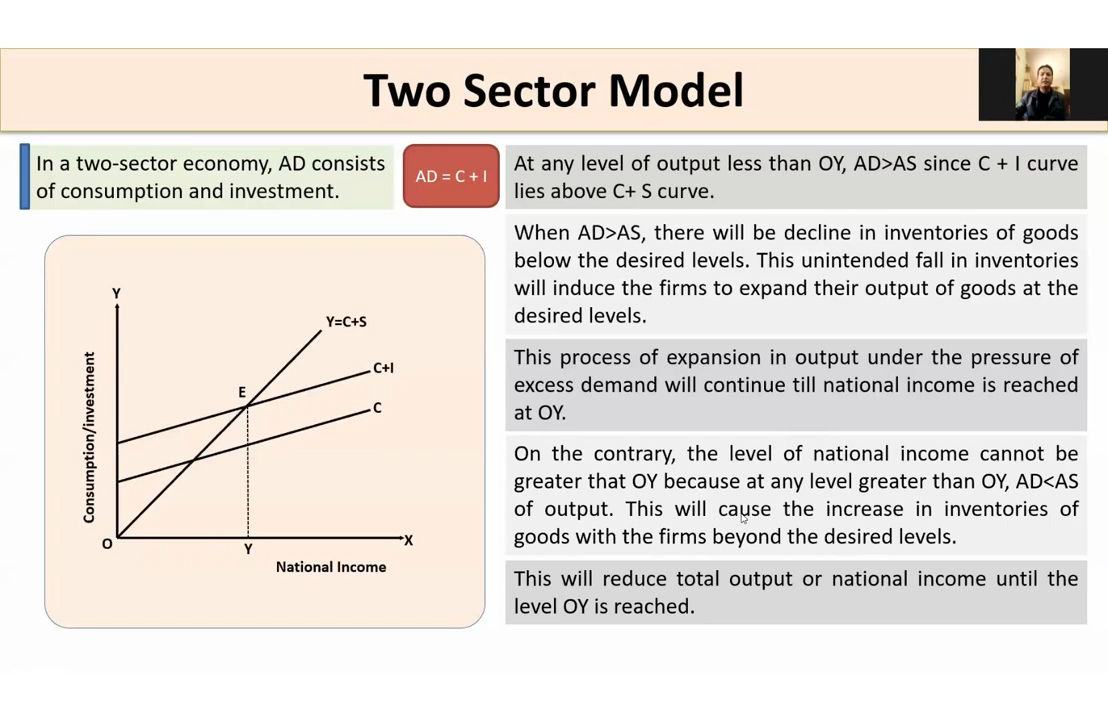 Two Sector Model
In a two-sector economy, AD consists
of consumption and investment.
AD = C + I
Y
Y=C+S
C+I
E
C
Consumption/investment
O
Y
X
National Income
At any level of output less than OY, AD>AS since C + I curve
lies above C+ S curve.
When AD>AS, there will be decline in inventories of goods
below the desired levels. This unintended fall in inventories
will induce the firms to expand their output of goods at the
desired levels.
This process of expansion in output under the pressure of
excess demand will continue till national income is reached
at OY.
On the contrary, the level of national income cannot be
greater that OY because at any level greater than OY, AD<AS
of output. This will cause the increase in inventories of
goods with the firms beyond the desired levels.
This will reduce total output or national income until the
level OY is reached.